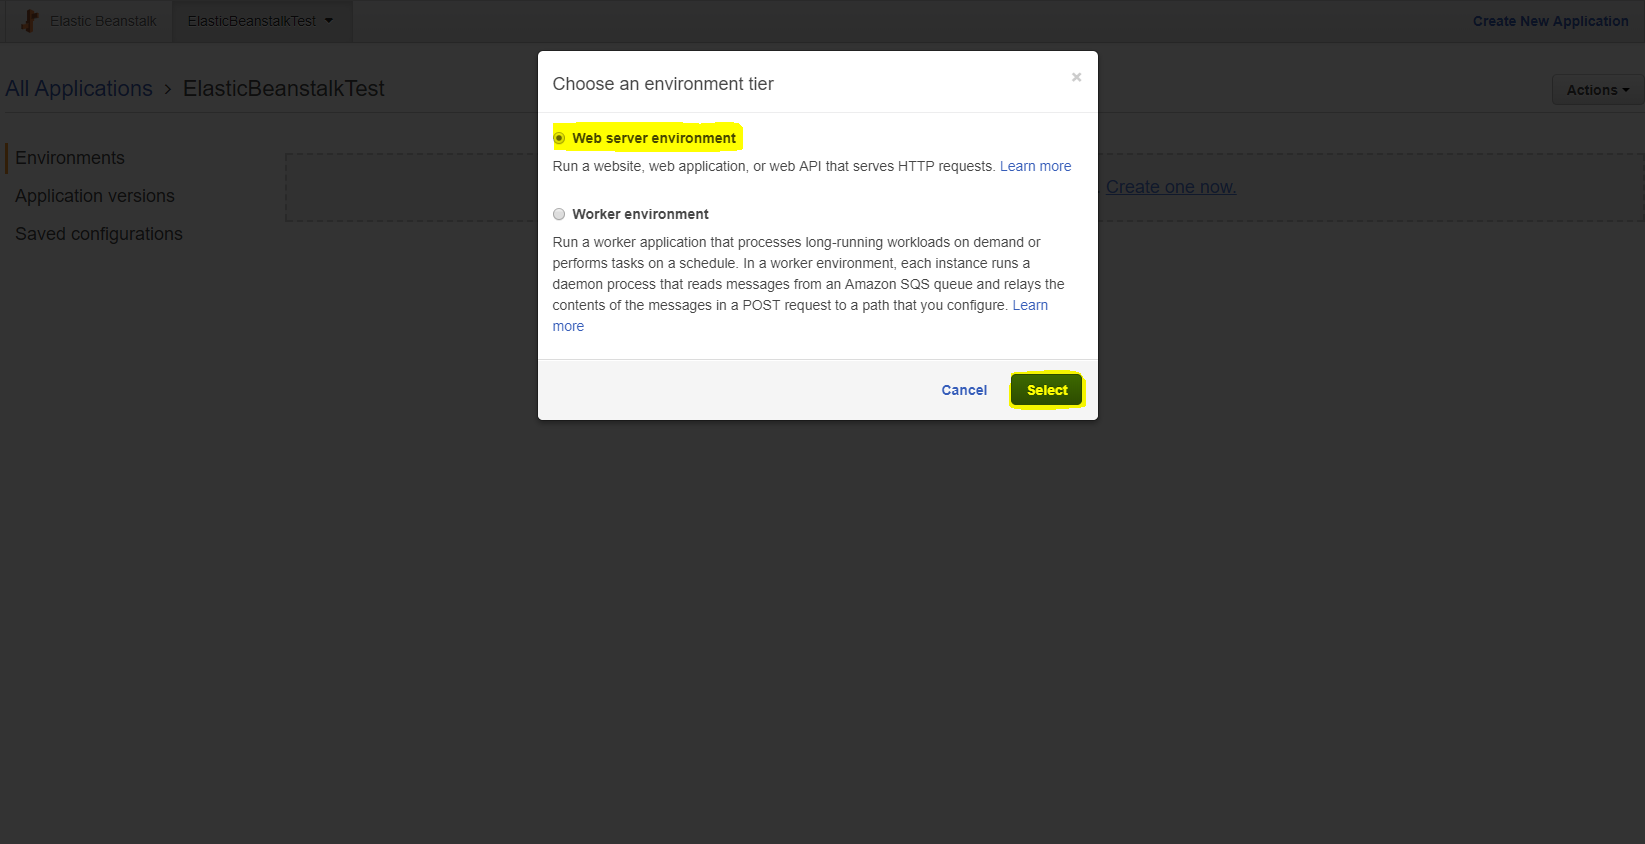 Elastic Beanstalk
ElasticBeanstalkTest
Create New Application
All Applications › ElasticBeanstalkTest
Actions
Environments
Application versions
Saved configurations
Create one now.
Choose an environment tier
×
Web server environment
Run a website, web application, or web API that serves HTTP requests. Learn more
Worker environment
Run a worker application that processes long-running workloads on demand or
performs tasks on a schedule. In a worker environment, each instance runs a
daemon process that reads messages from an Amazon SQS queue and relays the
contents of the messages in a POST request to a path that you configure. Learn
more
Cancel
Select